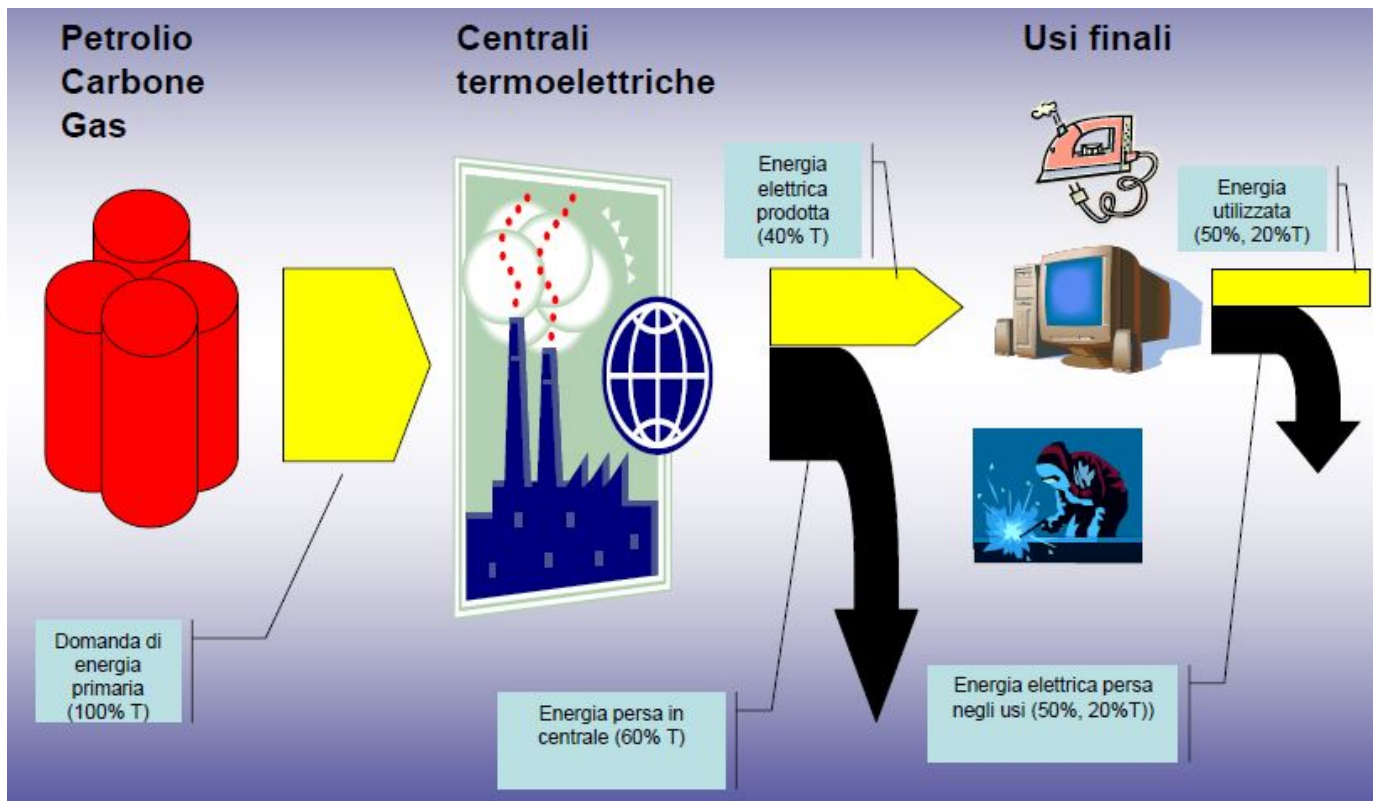 Petrolio
Carbone
Gas
Centrali
termoelettriche
Usi finali
Energia
elettrica
prodotta
(40% T)
Energia
utilizzata
(50%, 20%T)
Domanda di
energia
primaria
(100% T)
Energia persa in
centrale (60% T)
Energia elettrica persa
negli usi (50%, 20%T))